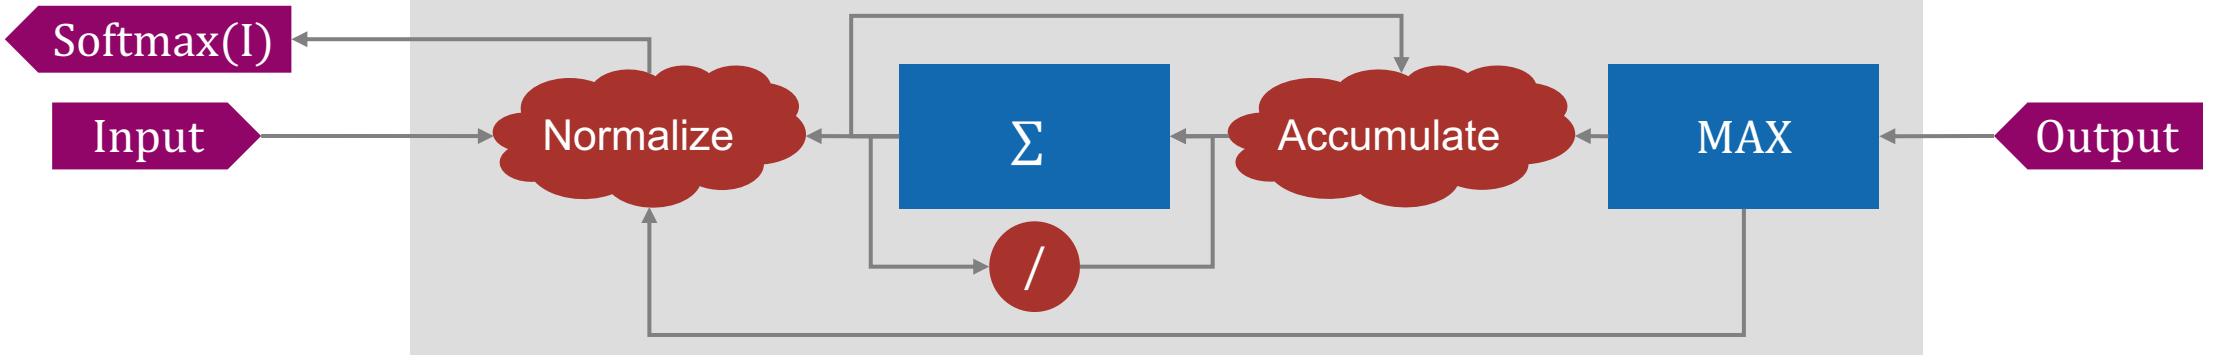 Softmax(I)
Input
Normalize
Σ
/
Accumulate
MAX
Output